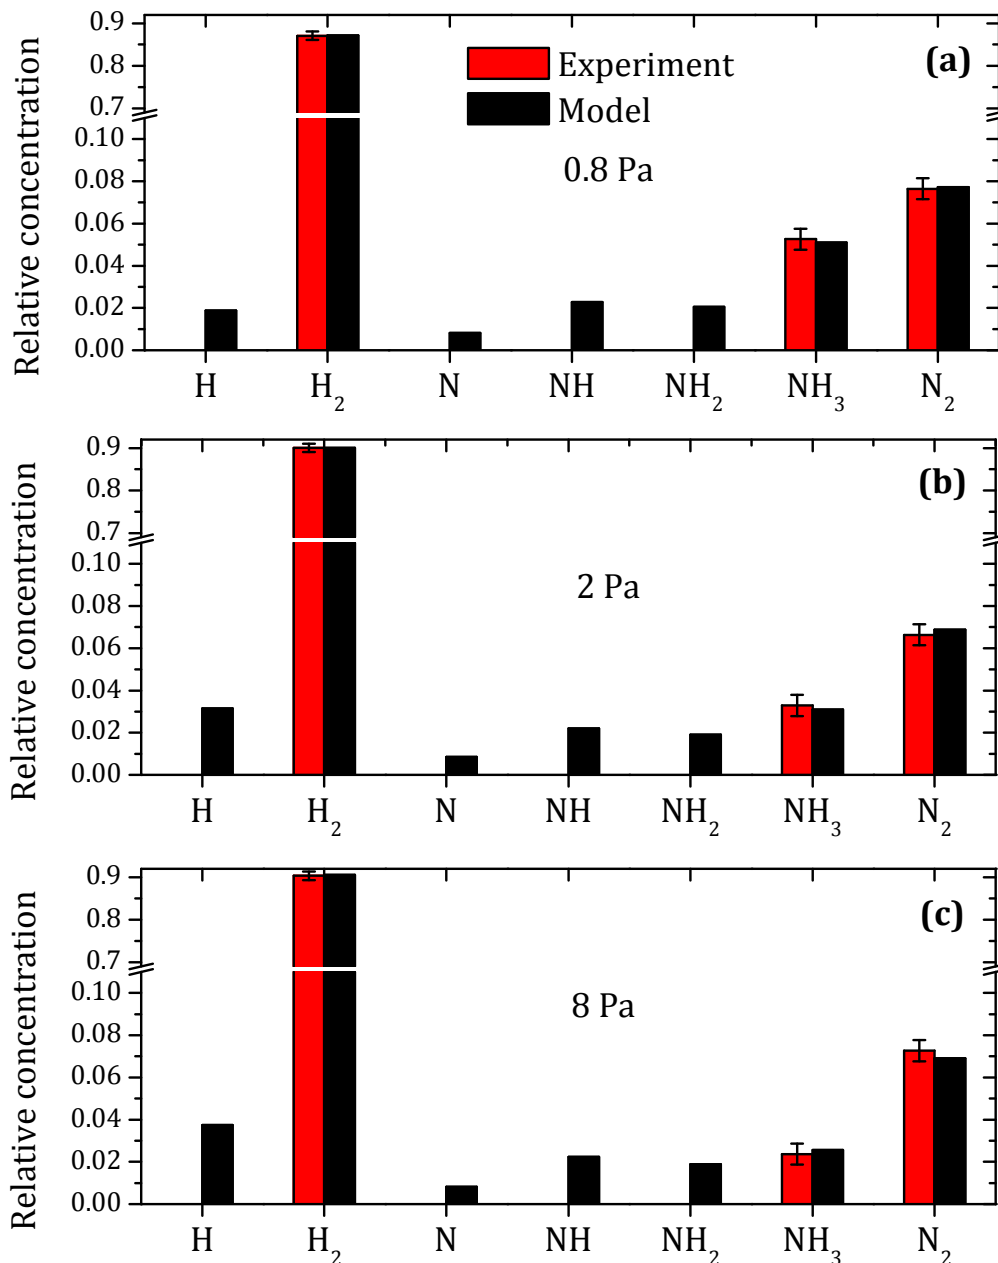 Relative concentration
0.9
0.8
0.7
0.10
0.08
0.06
0.04
0.02
0.00
Experiment
Model
(a)
0.8 Pa
H H₂ N NH NH₂ NH₃ N₂
Relative concentration
0.9
0.8
0.7
0.10
0.08
0.06
0.04
0.02
0.00
(b)
2 Pa
H H₂ N NH NH₂ NH₃ N₂
Relative concentration
0.9
0.8
0.7
0.10
0.08
0.06
0.04
0.02
0.00
(c)
8 Pa
H H₂ N NH NH₂ NH₃ N₂